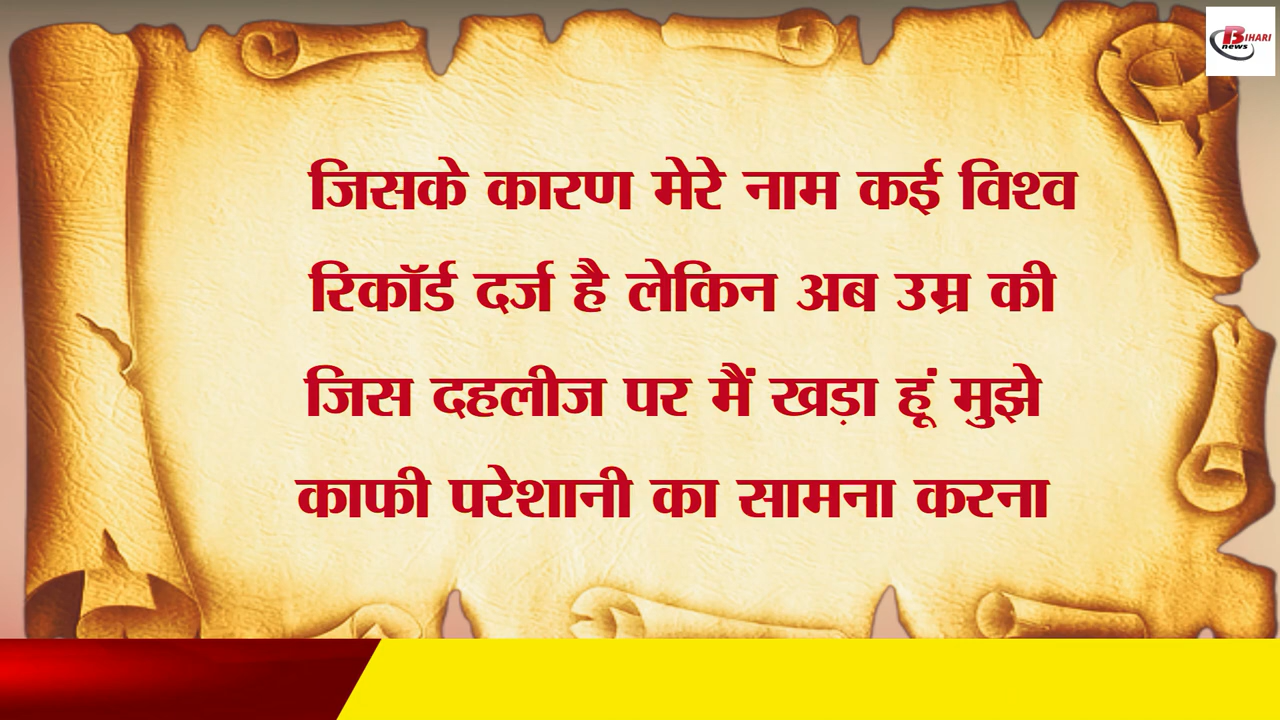 BIHARI
news
जिसके कारण मेरे नाम कई विश्व
रिकॉर्ड दर्ज है लेकिन अब उम्र की
जिस दहलीज पर मैं खड़ा हूं मुझे
काफी परेशानी का सामना करना